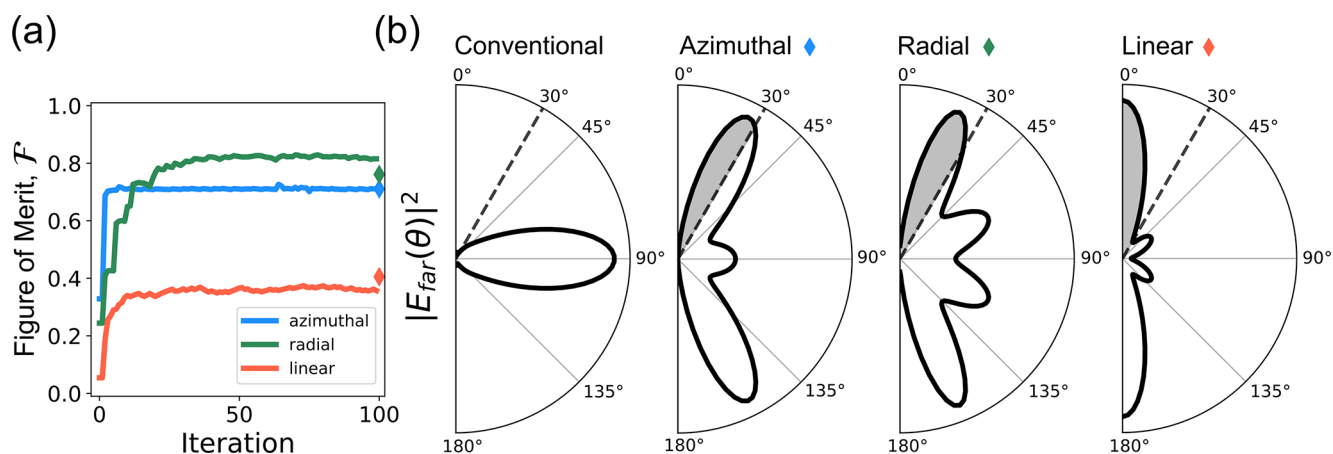 (a)
Figure of Merit, ℱ
1.0
0.8
0.6
0.4
0.2
0.0
0
50
100
Iteration
azimuthal
radial
linear
(b)
|E_far(θ)|²
Conventional
0°
30°
45°
90°
135°
180°
Azimuthal
0°
30°
45°
90°
135°
180°
Radial
0°
30°
45°
90°
135°
180°
Linear
0°
30°
45°
90°
135°
180°